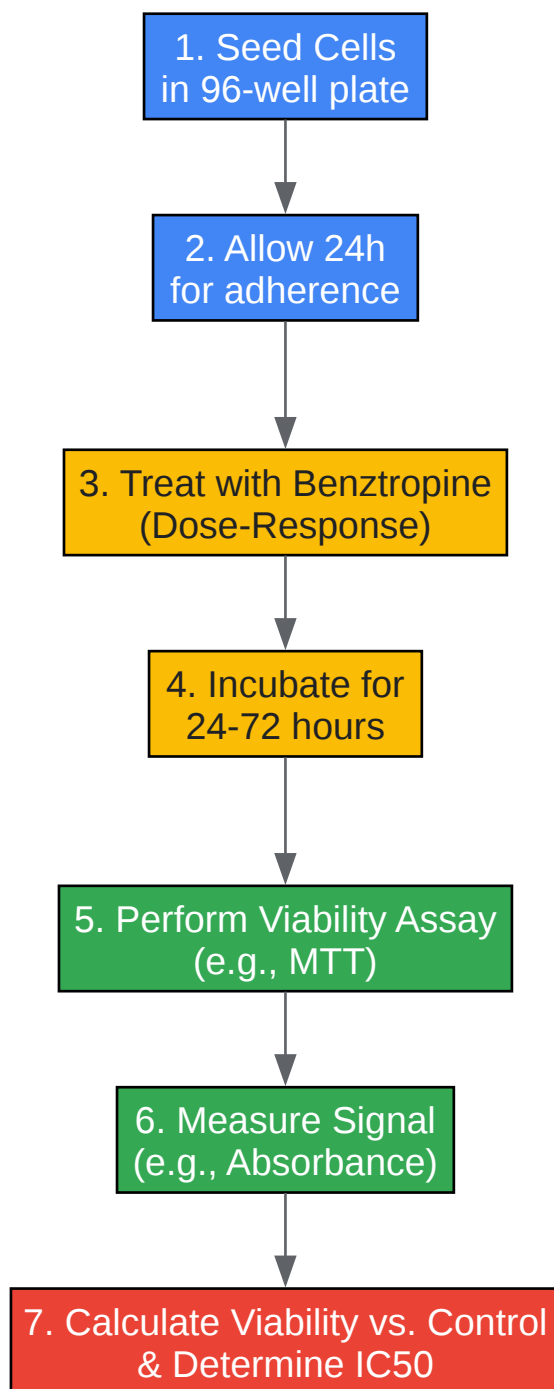 1. Seed Cells
in 96-well plate
2. Allow 24h
for adherence
3. Treat with Benztropine
(Dose-Response)
4. Incubate for
24-72 hours
5. Perform Viability Assay
(e.g., MTT)
6. Measure Signal
(e.g., Absorbance)
7. Calculate Viability vs. Control
& Determine IC50